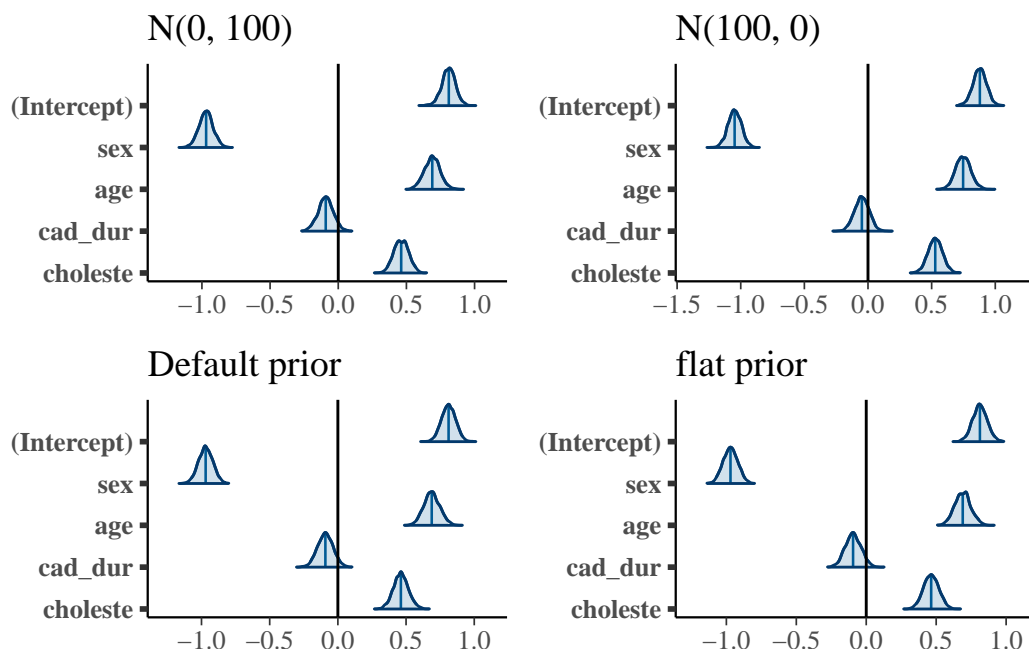 N(0, 100)
(Intercept)
sex
age
cad_dur
choleste
−1.0 −0.5 0.0 0.5 1.0
N(100, 0)
(Intercept)
sex
age
cad_dur
choleste
−1.5 −1.0 −0.5 0.0 0.5 1.0
Default prior
(Intercept)
sex
age
cad_dur
choleste
−1.0 −0.5 0.0 0.5 1.0
flat prior
(Intercept)
sex
age
cad_dur
choleste
−1.0 −0.5 0.0 0.5 1.0